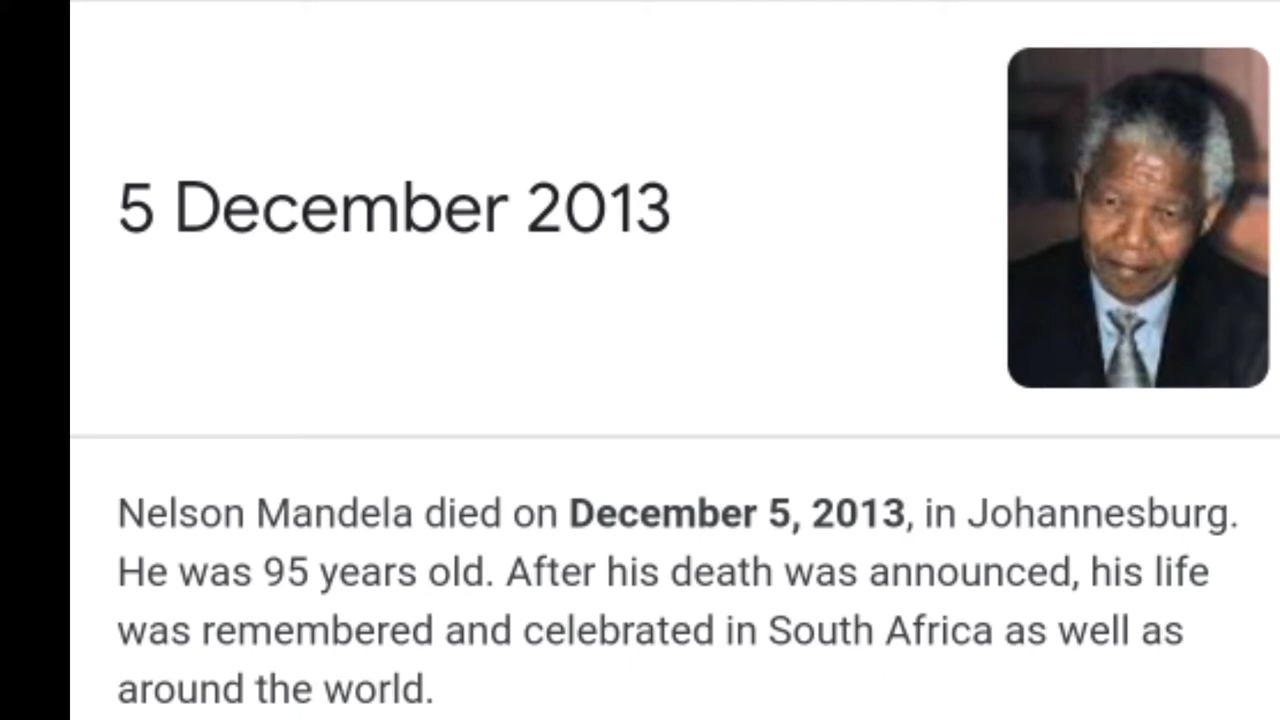 5 December 2013
Nelson Mandela died on December 5, 2013, in Johannesburg.
He was 95 years old. After his death was announced, his life
was remembered and celebrated in South Africa as well as
around the world.